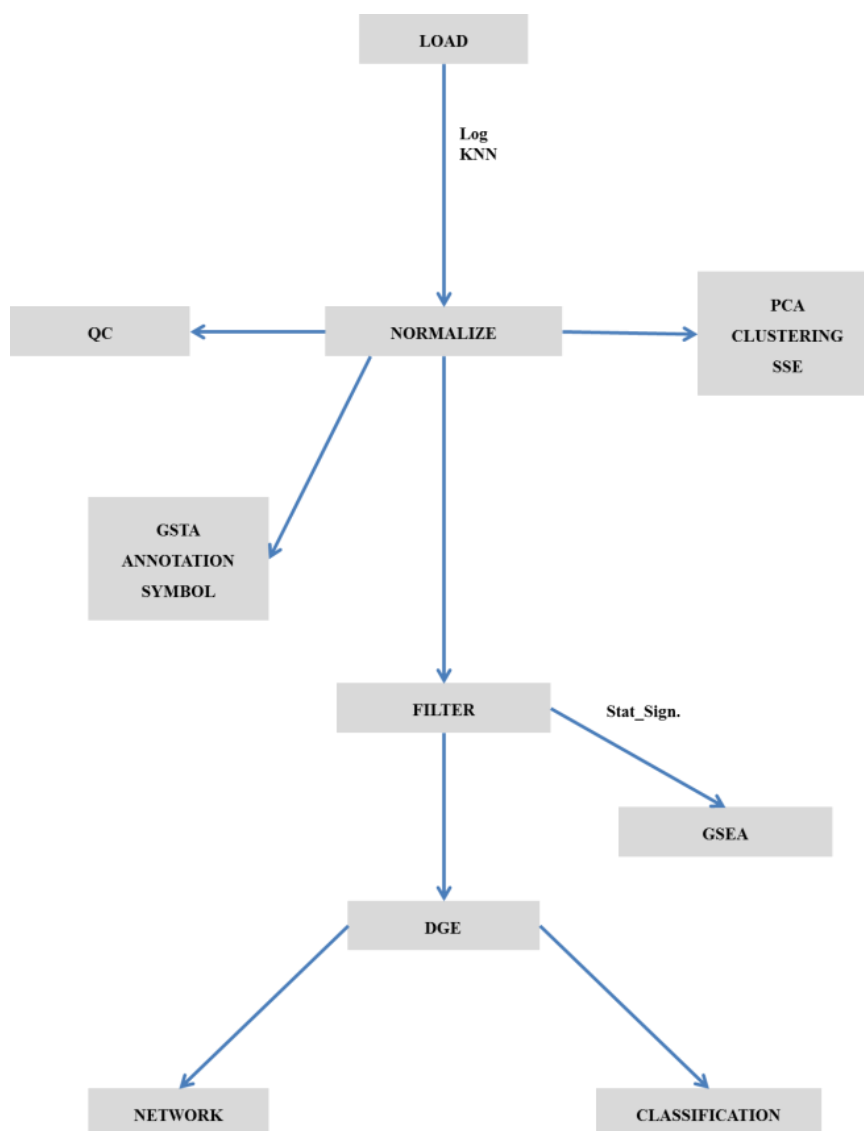 LOAD
Log
KNN
QC
NORMALIZE
PCA
CLUSTERING
SSE
GSTA
ANNOTATION
SYMBOL
FILTER
Stat_Sign.
GSEA
DGE
NETWORK
CLASSIFICATION